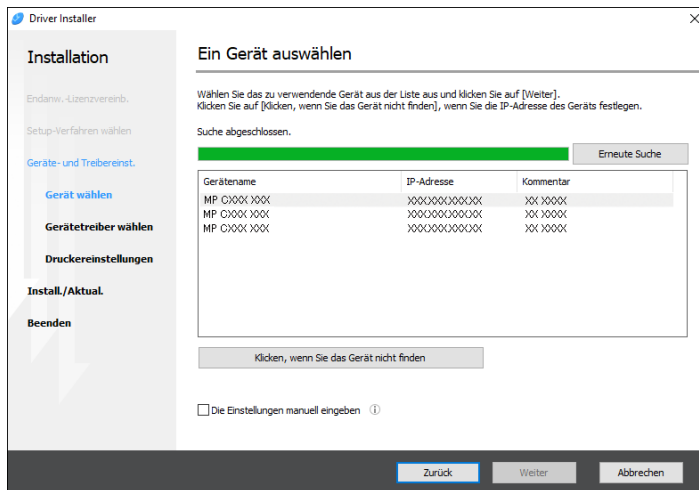 Driver Installer
Installation
Endanw.-Lizenzvereinb.
Setup-Verfahren wählen
Geräte- und Treibereinst.
Gerät wählen
Gerätetreiber wählen
Druckereinstellungen
Install./Aktual.
Beenden
Ein Gerät auswählen
Wählen Sie das zu verwendende Gerät aus der Liste aus und klicken Sie auf [Weiter].
Klicken Sie auf [Klicken, wenn Sie das Gerät nicht finden], wenn Sie die IP-Adresse des Geräts festlegen.
Suche abgeschlossen.
Erneute Suche
Gerätename IP-Adresse Kommentar
MP CXXX XXX XXX.XXX.XXX.XX XX XXXX
MP CXXX XXX XXX.XXX.XXX.XX XX XXXX
MP CXXX XXX XXX.XXX.XXX.XX XX XXXX
Klicken, wenn Sie das Gerät nicht finden
Die Einstellungen manuell eingeben
Zurück Weiter Abbrechen